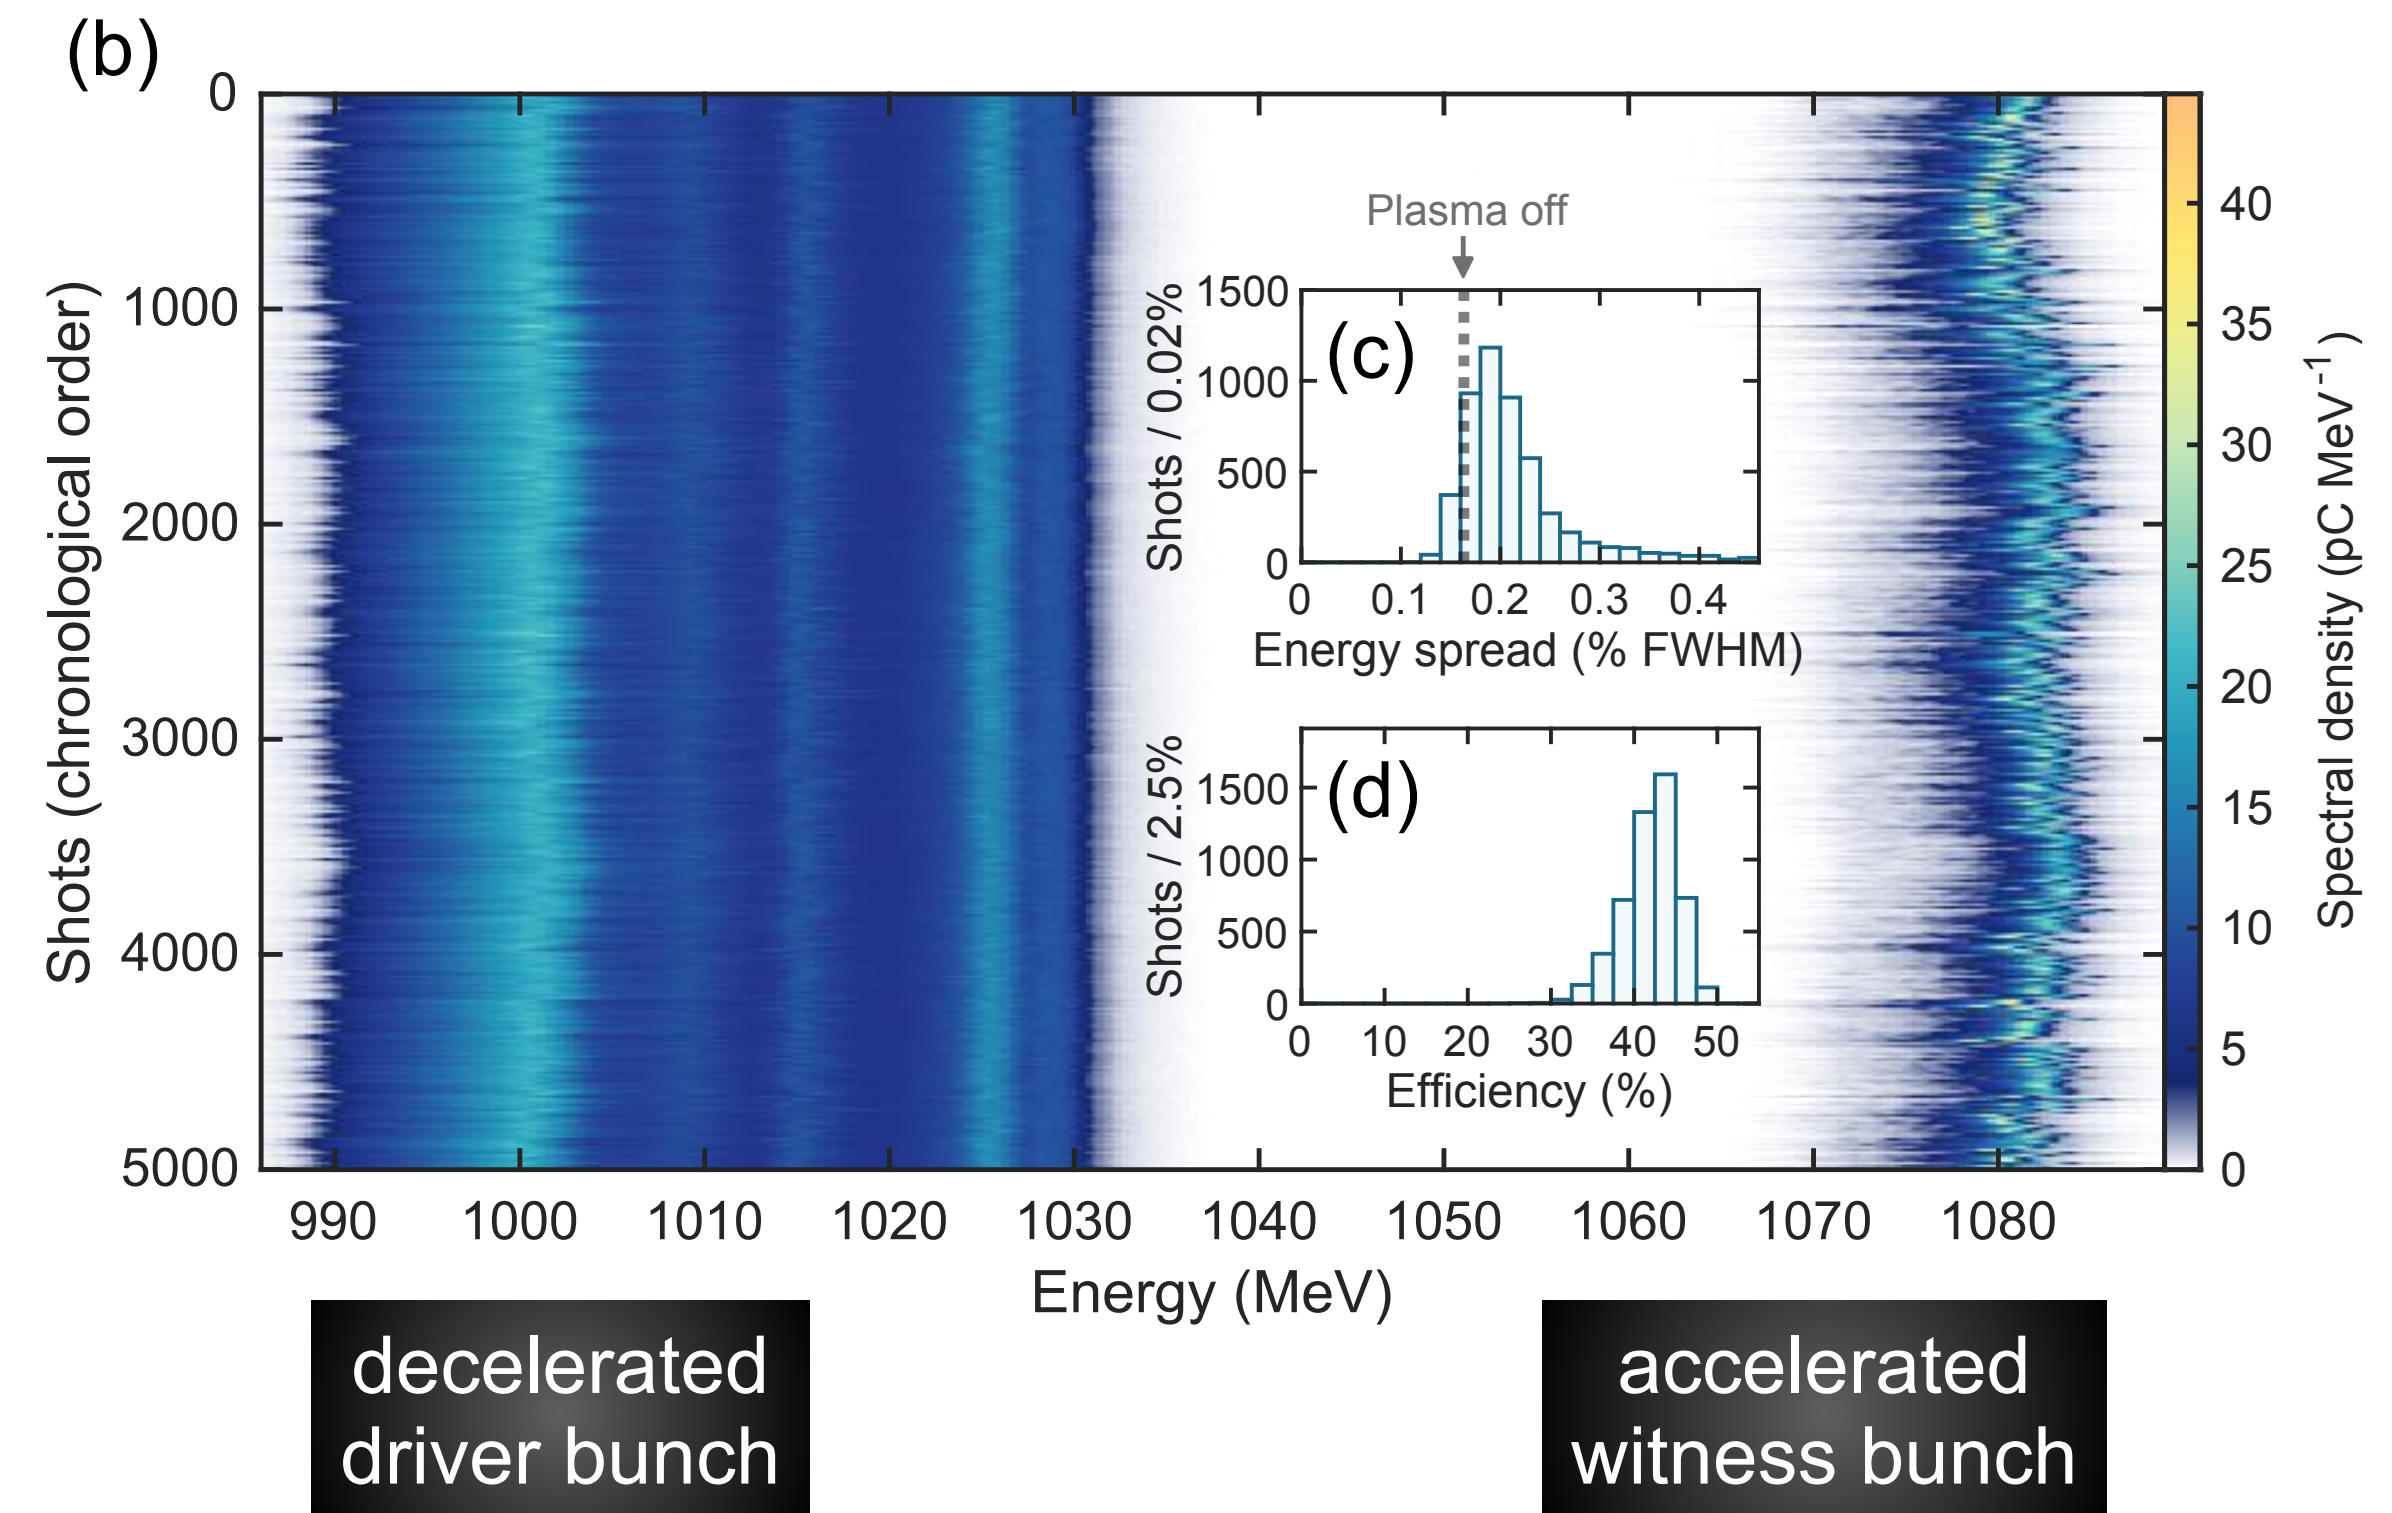 (b)
Shots (chronological order)
0
1000
2000
3000
4000
5000
990 1000 1010 1020 1030 1040 1050 1060 1070 1080
Energy (MeV)
Plasma off
(c)
Shots / 0.02%
1500
1000
500
0
0 0.1 0.2 0.3 0.4
Energy spread (% FWHM)
(d)
Shots / 2.5%
1500
1000
500
0
0 10 20 30 40 50
Efficiency (%)
40
35
30
25
20
15
10
5
0
Spectral density (pC MeV⁻¹)
decelerated
driver bunch
accelerated
witness bunch